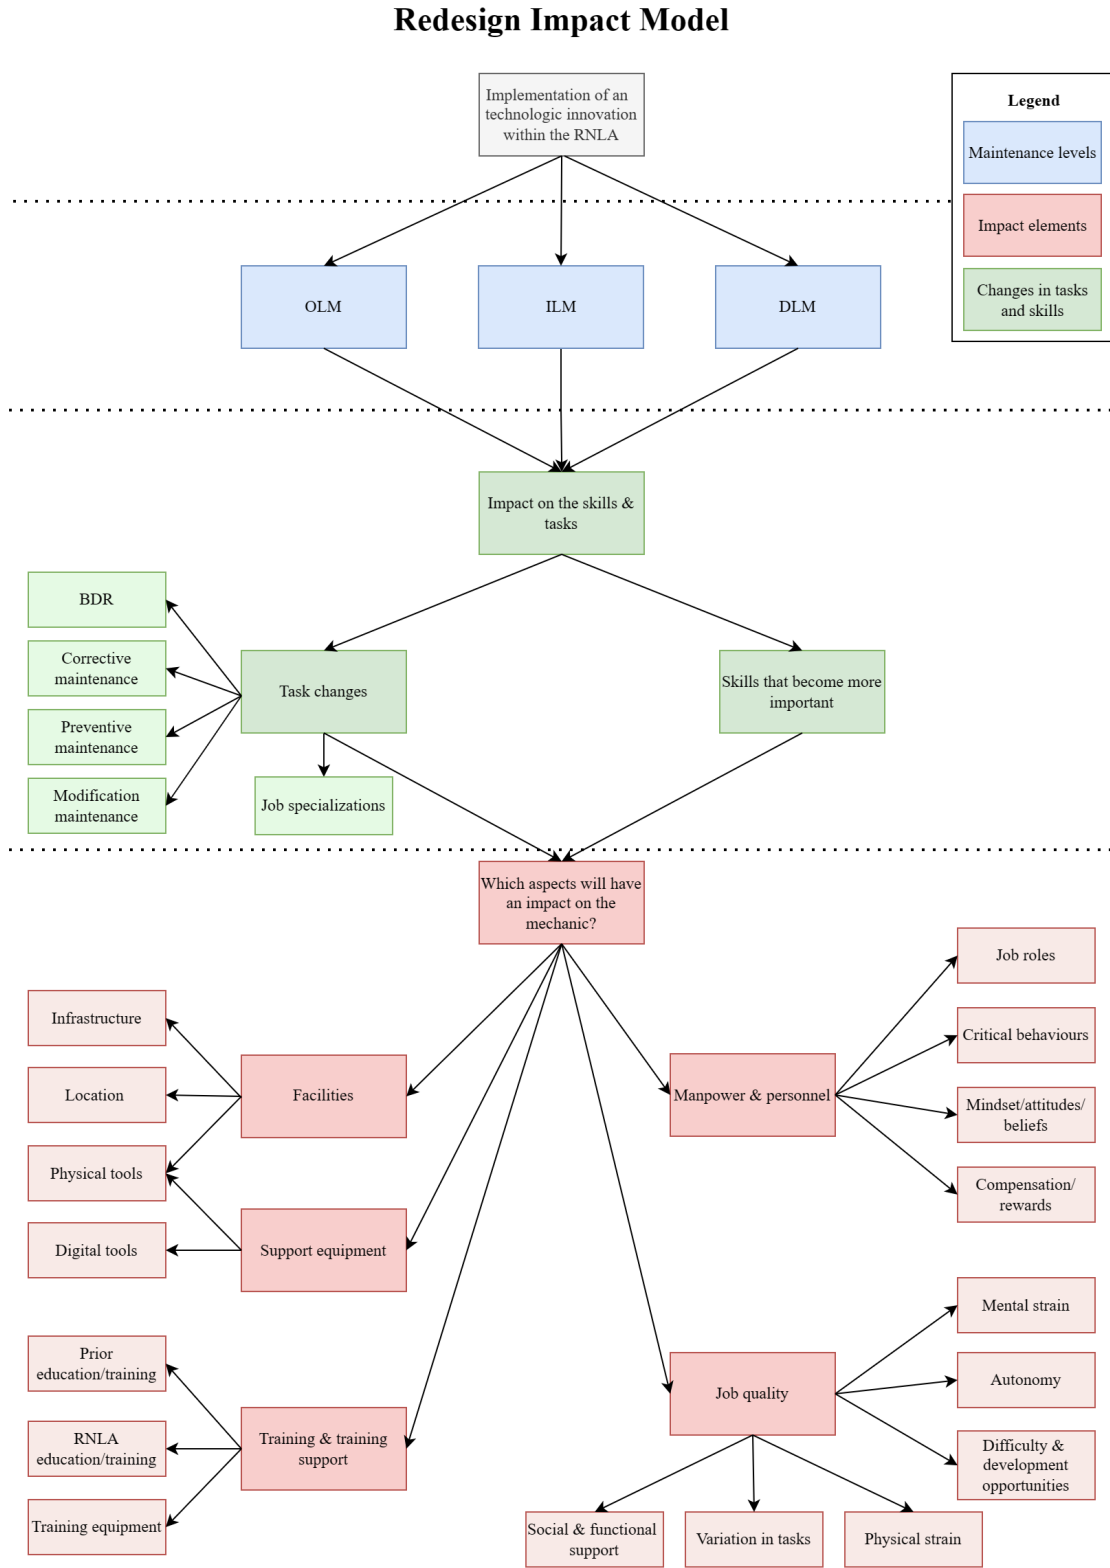 Redesign Impact Model
Implementation of an
technologic innovation
within the RNLA
Legend
Maintenance levels
Impact elements
Changes in tasks
and skills
OLM
ILM
DLM
Impact on the skills &
tasks
BDR
Corrective
maintenance
Preventive
maintenance
Modification
maintenance
Task changes
Job specializations
Skills that become more
important
Which aspects will have
an impact on the
mechanic?
Infrastructure
Location
Physical tools
Digital tools
Facilities
Support equipment
Prior
education/training
RNLA
education/training
Training equipment
Training & training
support
Manpower & personnel
Job roles
Critical behaviours
Mindset/attitudes/
beliefs
Compensation/
rewards
Job quality
Mental strain
Autonomy
Difficulty &
development
opportunities
Social & functional
support
Variation in tasks
Physical strain